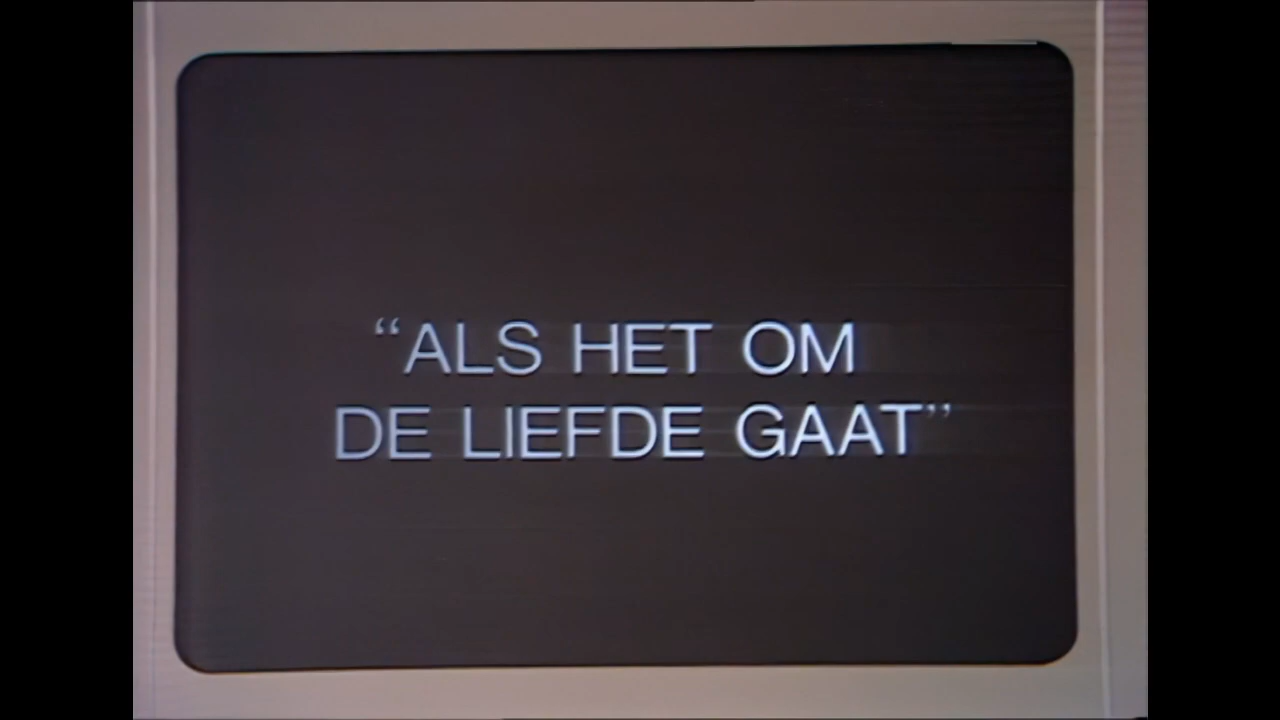 “ALS HET OM
DE LIEFDE GAAT”